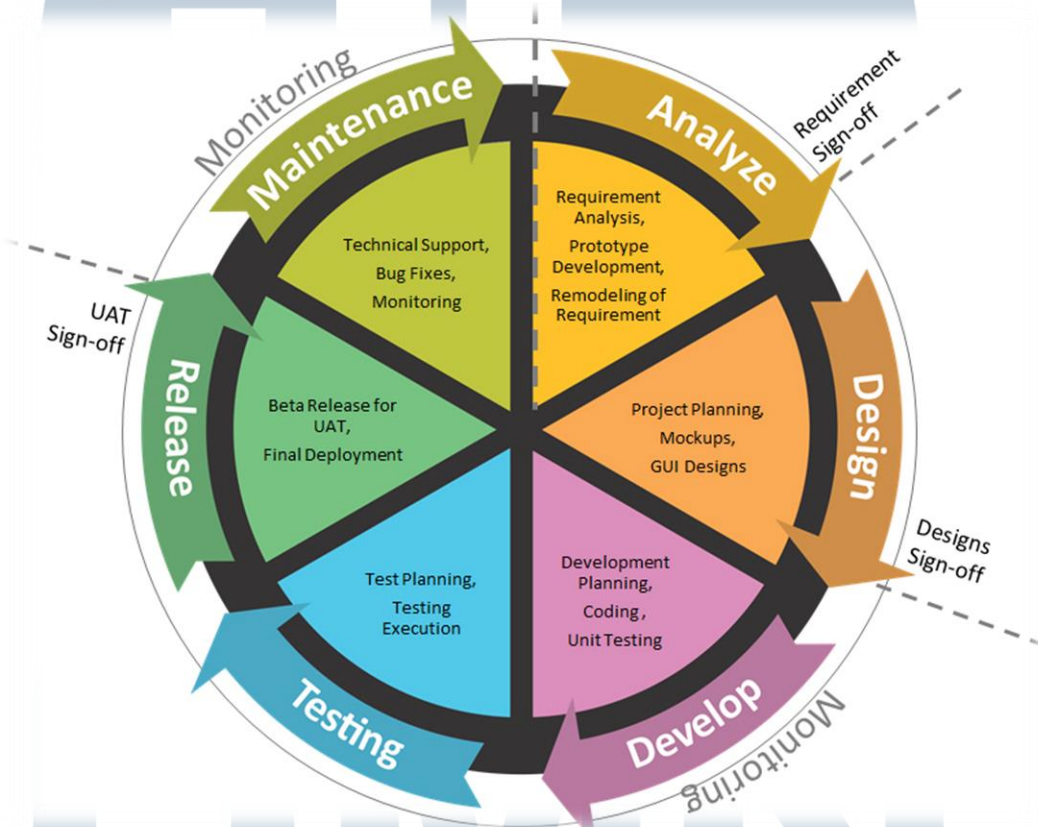 Monitoring
Maintenance
Analyze
Requirement
Sign-off
Technical Support,
Bug Fixes,
Monitoring
Requirement
Analysis,
Prototype
Development,
Remodeling of
Requirement
UAT
Sign-off
Release
Beta Release for
UAT,
Final Deployment
Project Planning,
Mockups,
GUI Designs
Design
Designs
Sign-off
Test Planning,
Testing
Execution
Development
Planning,
Coding,
Unit Testing
Testing
Develop
Monitoring